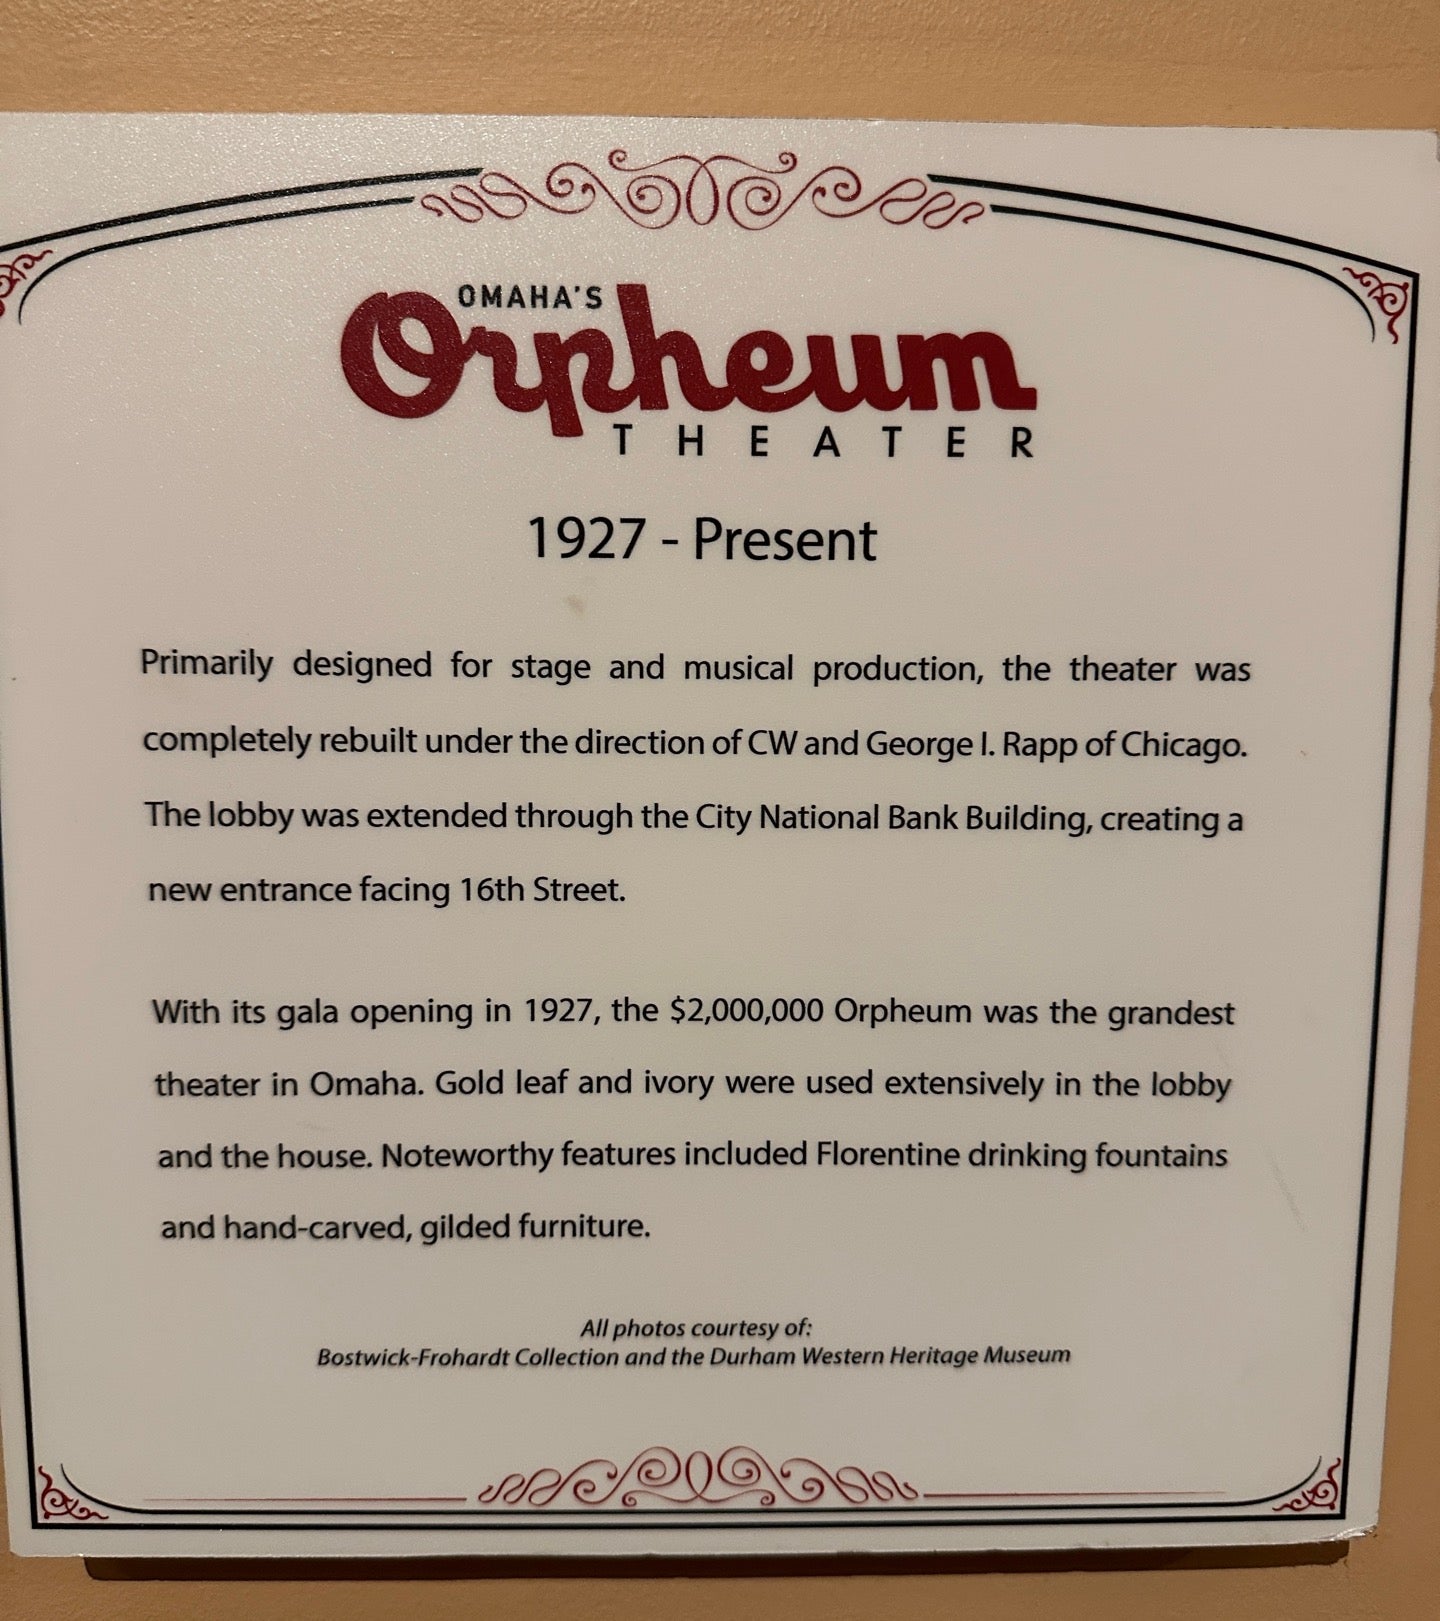 OMAHA'S
Orpheum
THEATER
1927 - Present
Primarily designed for stage and musical production, the theater was
completely rebuilt under the direction of CW and George I. Rapp of Chicago.
The lobby was extended through the City National Bank Building, creating a
new entrance facing 16th Street.
With its gala opening in 1927, the $2,000,000 Orpheum was the grandest
theater in Omaha. Gold leaf and ivory were used extensively in the lobby
and the house. Noteworthy features included Florentine drinking fountains
and hand-carved, gilded furniture.
All photos courtesy of:
Bostwick-Frohardt Collection and the Durham Western Heritage Museum